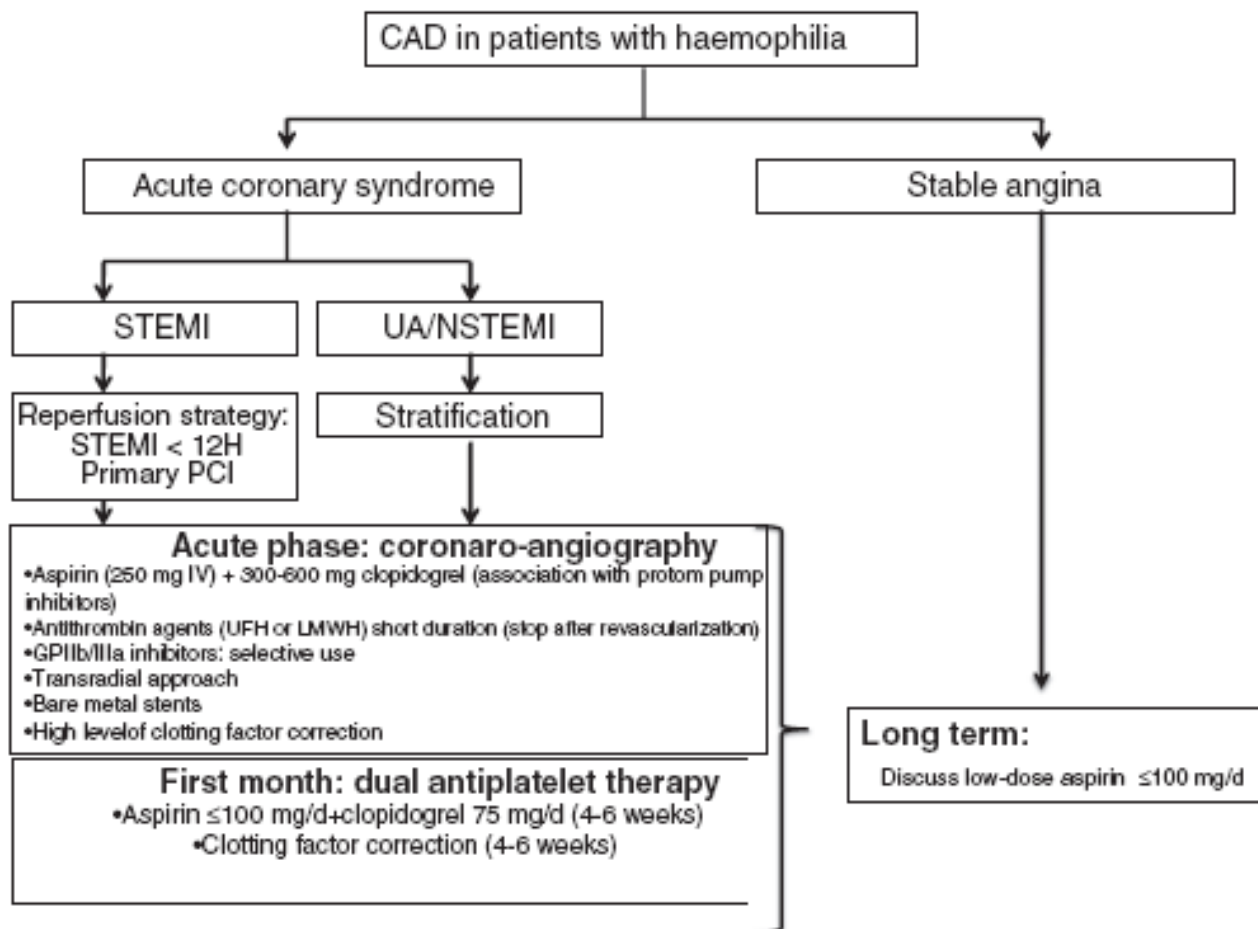 CAD in patients with haemophilia
Acute coronary syndrome
Stable angina
STEMI
UA/NSTEMI
Reperfusion strategy:
STEMI < 12H
Primary PCI
Stratification
Acute phase: coronaro-angiography
•Aspirin (250 mg IV) + 300-600 mg clopidogrel (association with protom pump
inhibitors)
•Antithrombin agents (UFH or LMWH) short duration (stop after revascularization)
•GPIIb/IIIa inhibitors: selective use
•Transradial approach
•Bare metal stents
•High levelof clotting factor correction
First month: dual antiplatelet therapy
•Aspirin ≤100 mg/d+clopidogrel 75 mg/d (4-6 weeks)
•Clotting factor correction (4-6 weeks)
Long term:
Discuss low-dose aspirin ≤100 mg/d